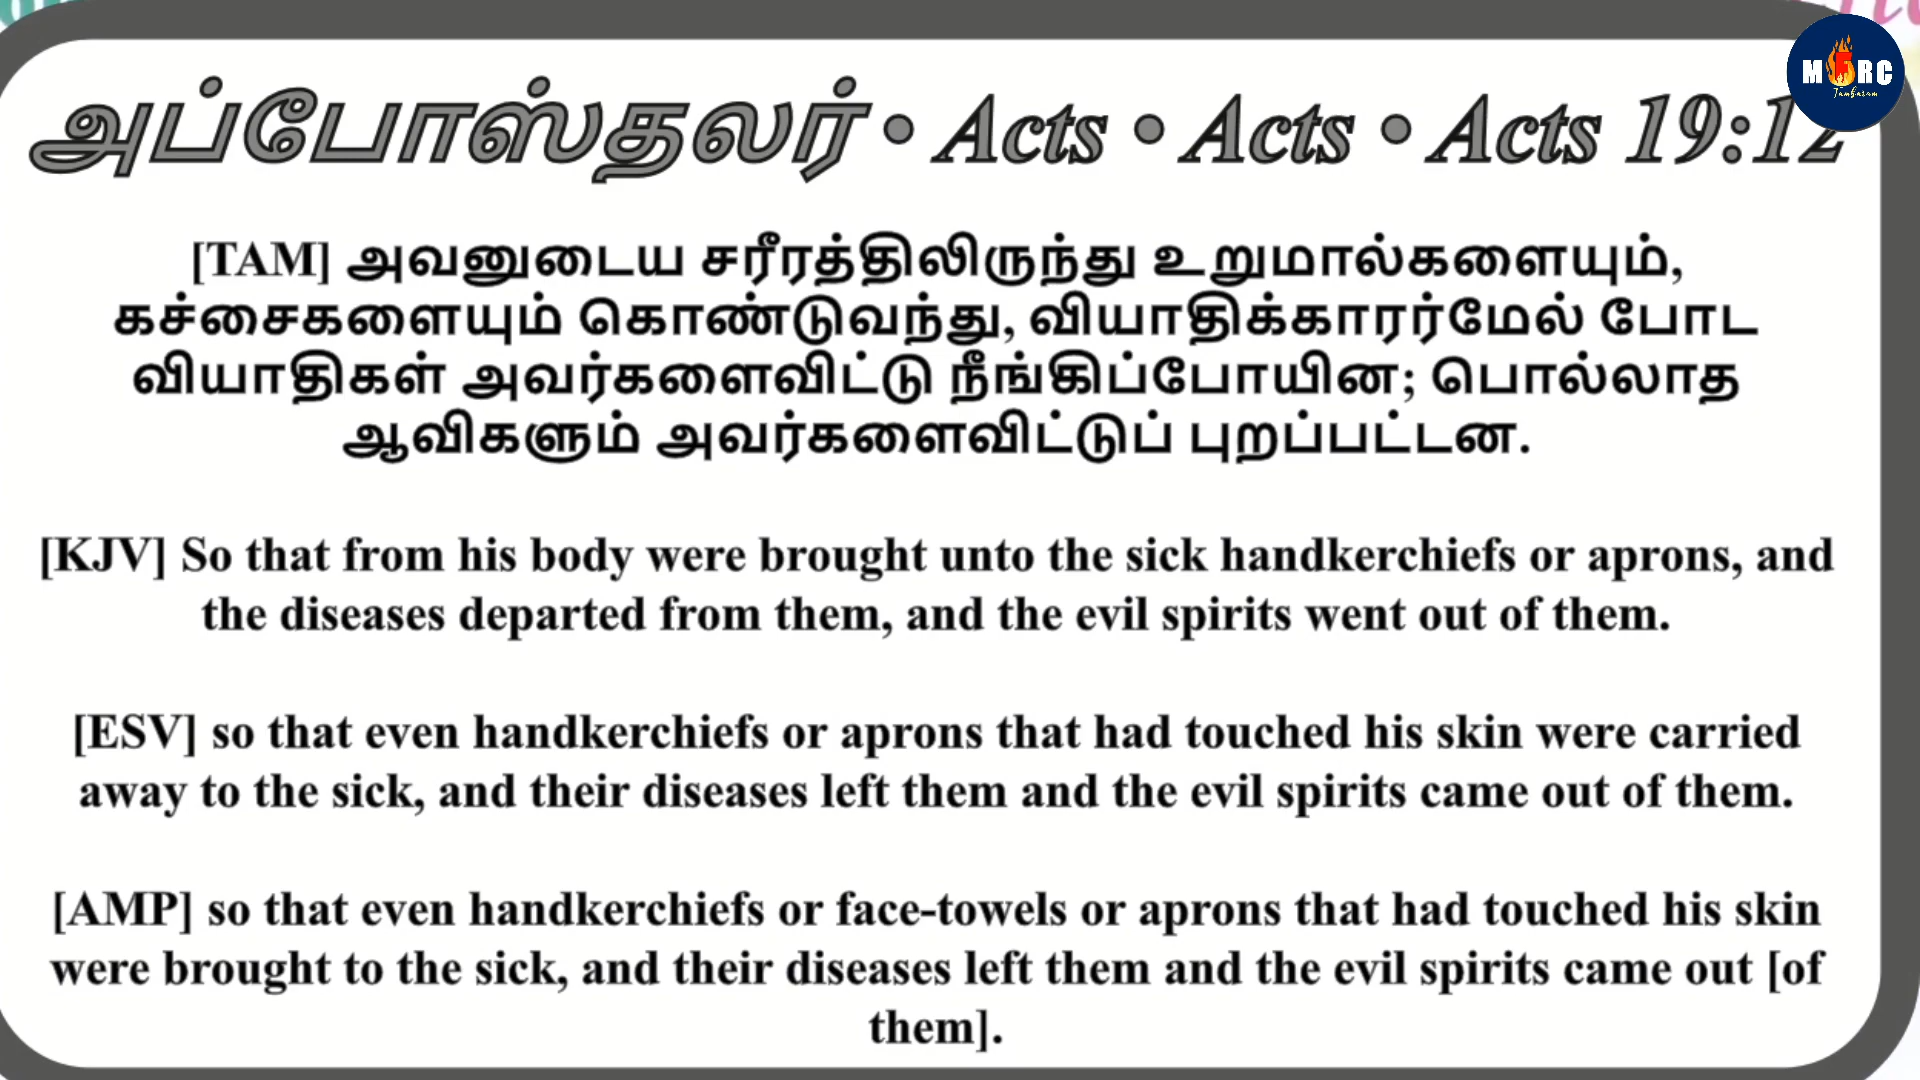 அப்போஸ்தலர் • Acts • Acts • Acts 19:12
MFRC
Tambaram
[TAM] அவனுடைய சரீரத்திலிருந்து உறுமால்களையும்,
கச்சைகளையும் கொண்டுவந்து, வியாதிக்காரர்மேல் போட
வியாதிகள் அவர்களைவிட்டு நீங்கிப்போயின; பொல்லாத
ஆவிகளும் அவர்களைவிட்டுப் புறப்பட்டன.
[KJV] So that from his body were brought unto the sick handkerchiefs or aprons, and
the diseases departed from them, and the evil spirits went out of them.
[ESV] so that even handkerchiefs or aprons that had touched his skin were carried
away to the sick, and their diseases left them and the evil spirits came out of them.
[AMP] so that even handkerchiefs or face-towels or aprons that had touched his skin
were brought to the sick, and their diseases left them and the evil spirits came out [of
them].